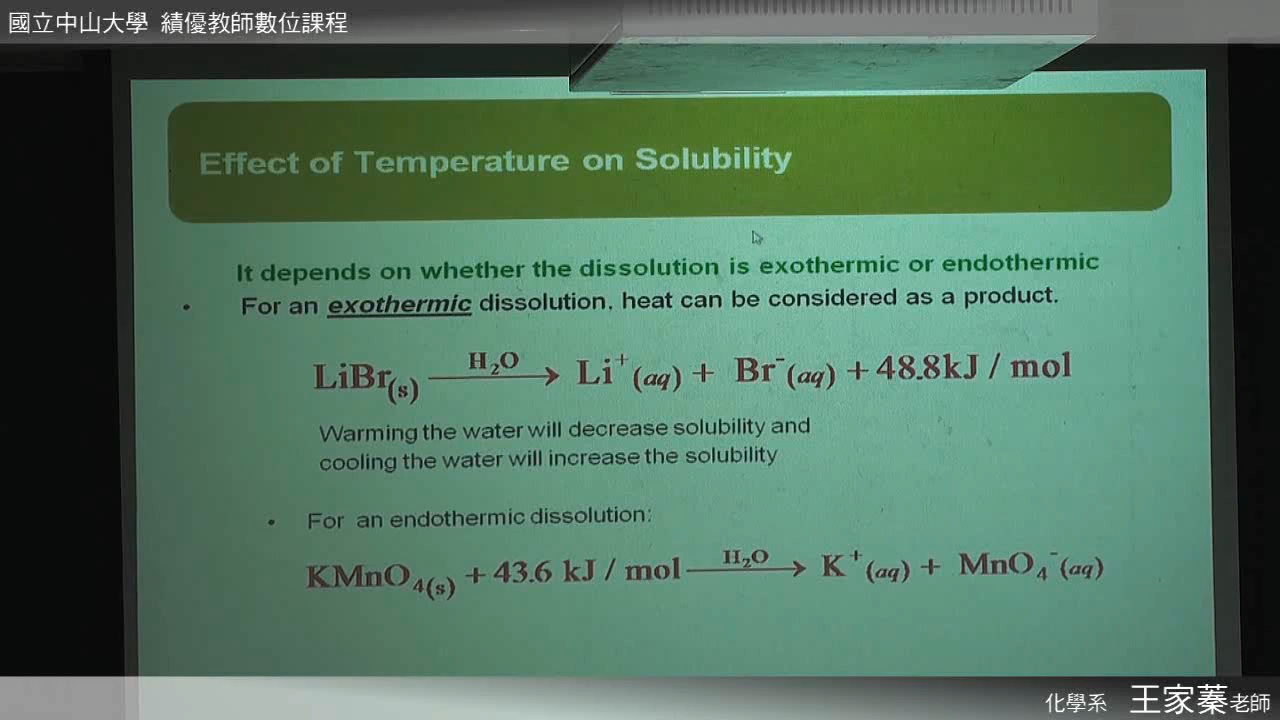 國立中山大學 績優教師數位課程
Effect of Temperature on Solubility
It depends on whether the dissolution is exothermic or endothermic
• For an exothermic dissolution, heat can be considered as a product.
LiBr(s) —H₂O→ Li⁺(aq) + Br⁻(aq) + 48.8kJ / mol
Warming the water will decrease solubility and
cooling the water will increase the solubility
• For an endothermic dissolution:
KMnO₄(s) + 43.6 kJ / mol —H₂O→ K⁺(aq) + MnO₄⁻(aq)
化學系 王家蓁老師